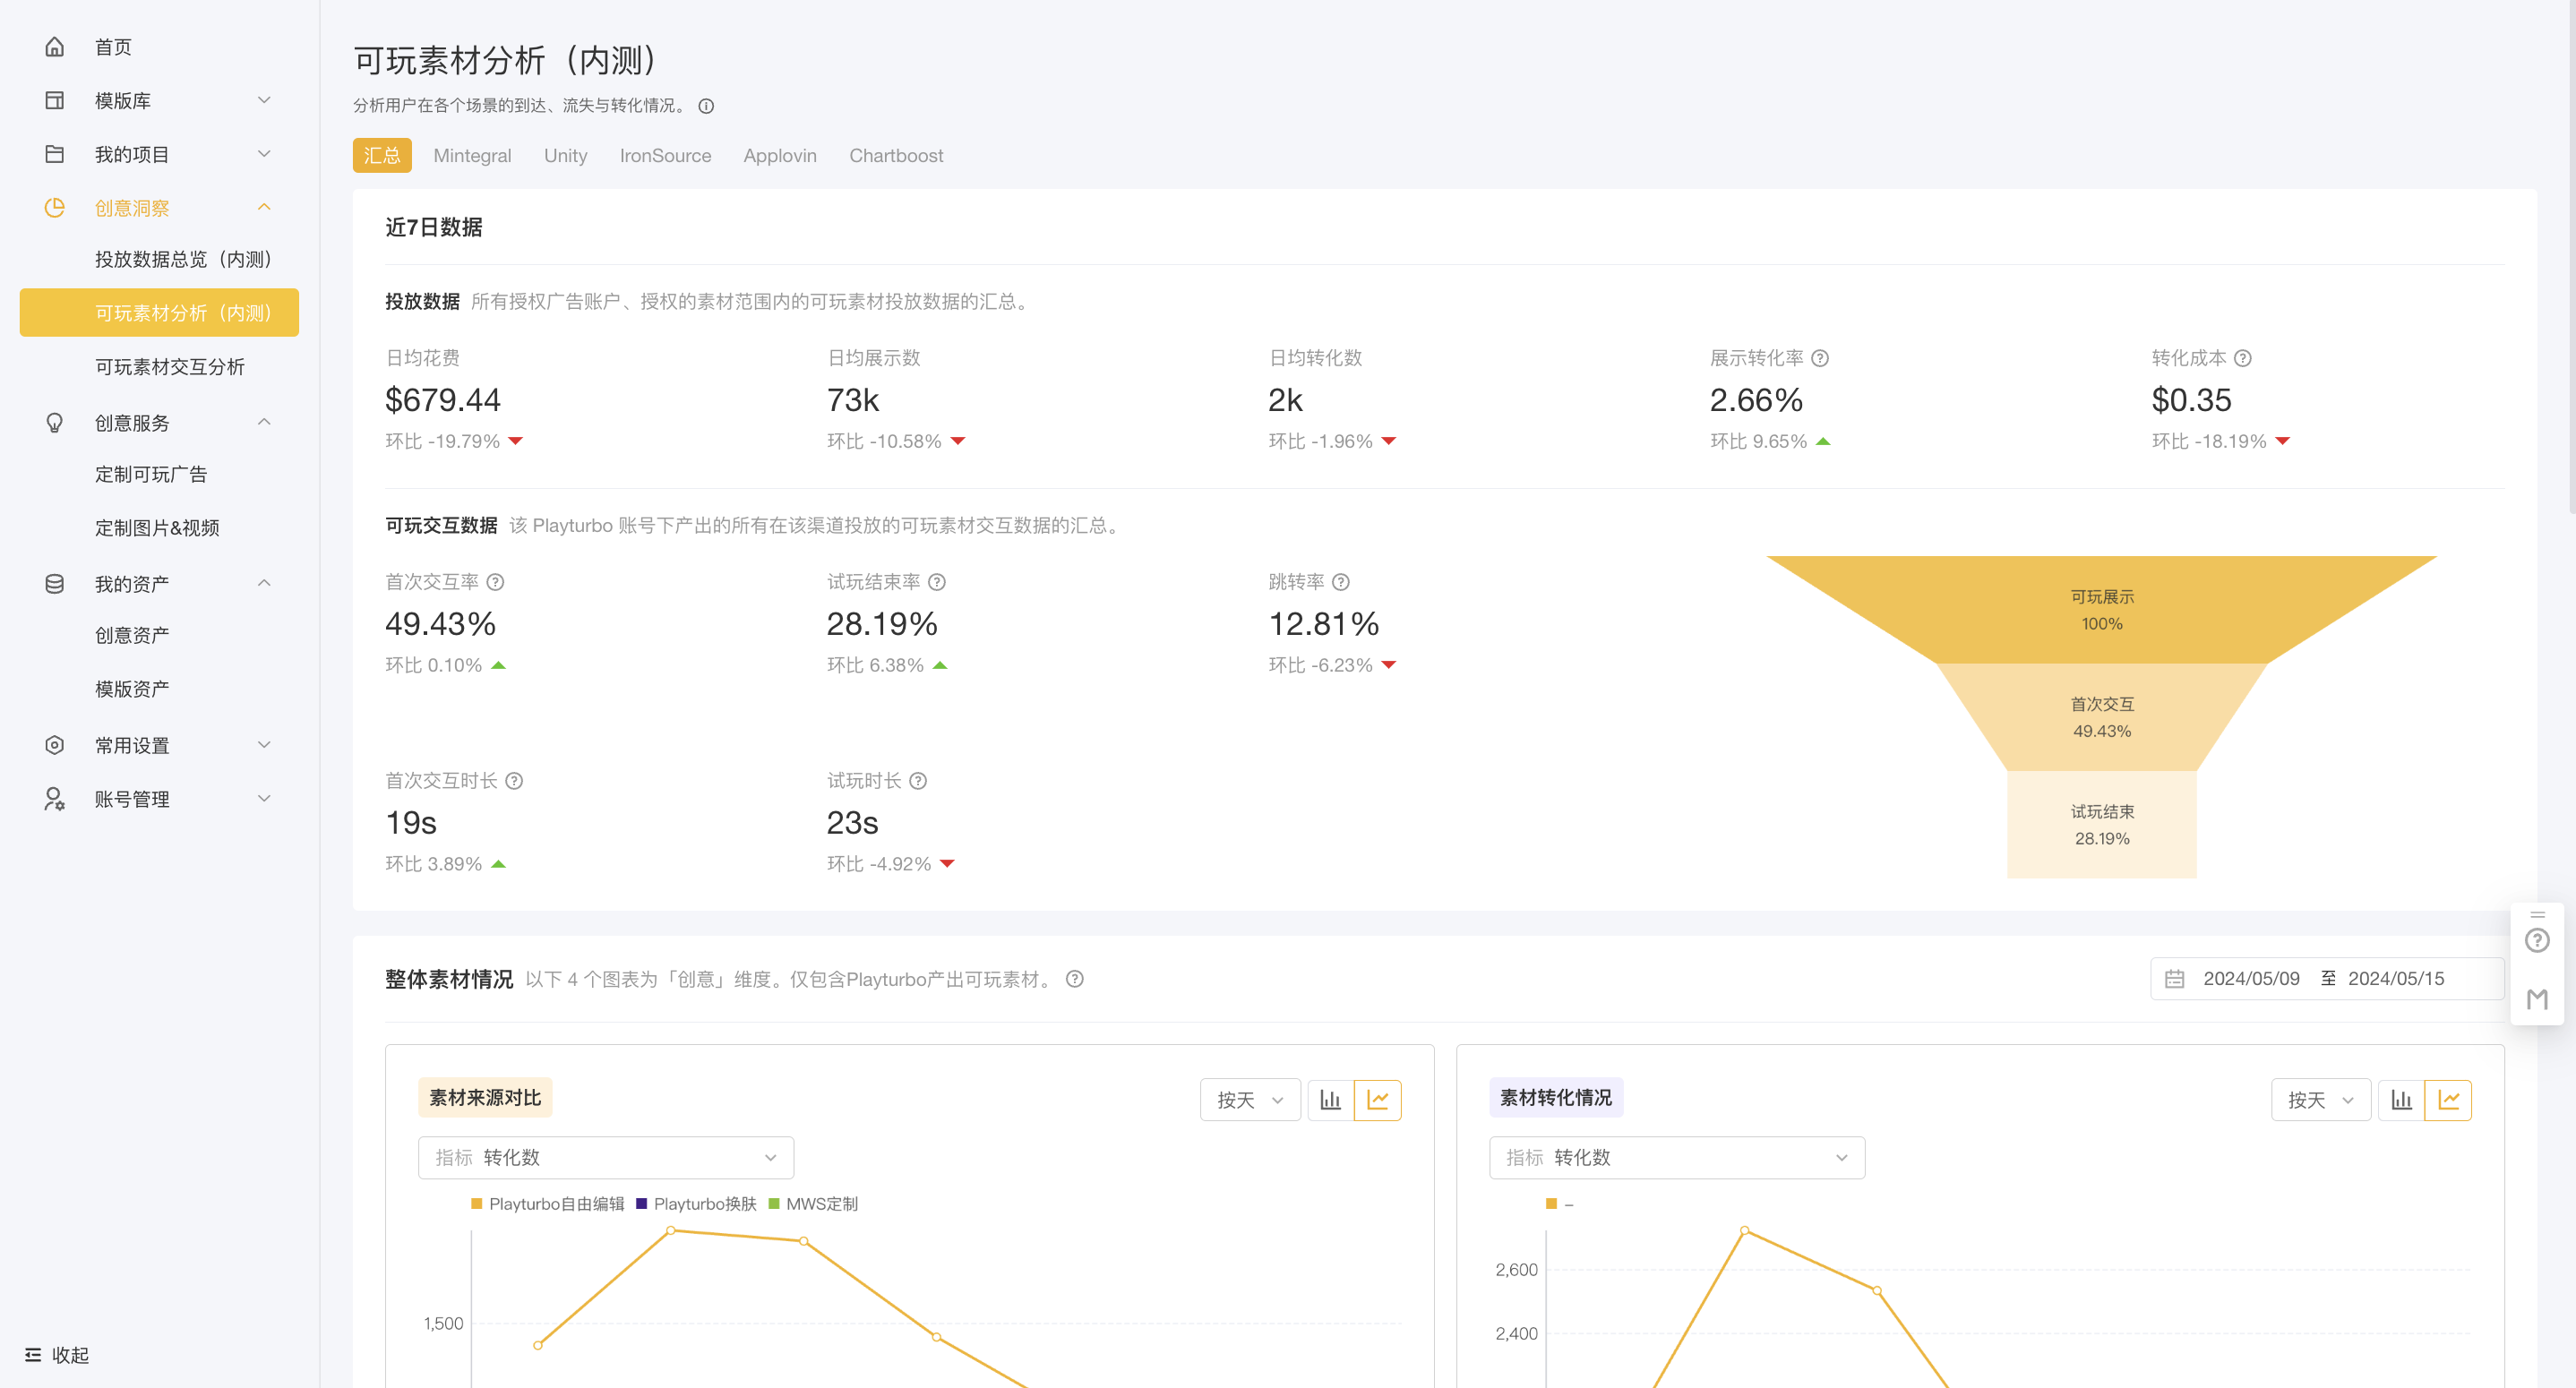 首页
模版库
我的项目
创意洞察
投放数据总览（内测）
可玩素材分析（内测）
可玩素材交互分析
创意服务
定制可玩广告
定制图片&视频
我的资产
创意资产
模版资产
常用设置
账号管理
收起
可玩素材分析（内测）
分析用户在各个场景的到达、流失与转化情况。
汇总 Mintegral Unity IronSource Applovin Chartboost
近7日数据
投放数据 所有授权广告账户、授权的素材范围内的可玩素材投放数据的汇总。
日均花费 日均展示数 日均转化数 展示转化率 转化成本
$679.44 73k 2k 2.66% $0.35
环比 -19.79% 环比 -10.58% 环比 -1.96% 环比 9.65% 环比 -18.19%
可玩交互数据 该 Playturbo 账号下产出的所有在该渠道投放的可玩素材交互数据的汇总。
首次交互率 试玩结束率 跳转率
49.43% 28.19% 12.81%
环比 0.10% 环比 6.38% 环比 -6.23%
首次交互时长 试玩时长
19s 23s
环比 3.89% 环比 -4.92%
可玩展示
100%
首次交互
49.43%
试玩结束
28.19%
整体素材情况 以下 4 个图表为「创意」维度。仅包含Playturbo产出可玩素材。
2024/05/09 至 2024/05/15
素材来源对比
按天
指标 转化数
Playturbo自由编辑 Playturbo换肤 MWS定制
1,500
素材转化情况
按天
指标 转化数
–
2,600
2,400